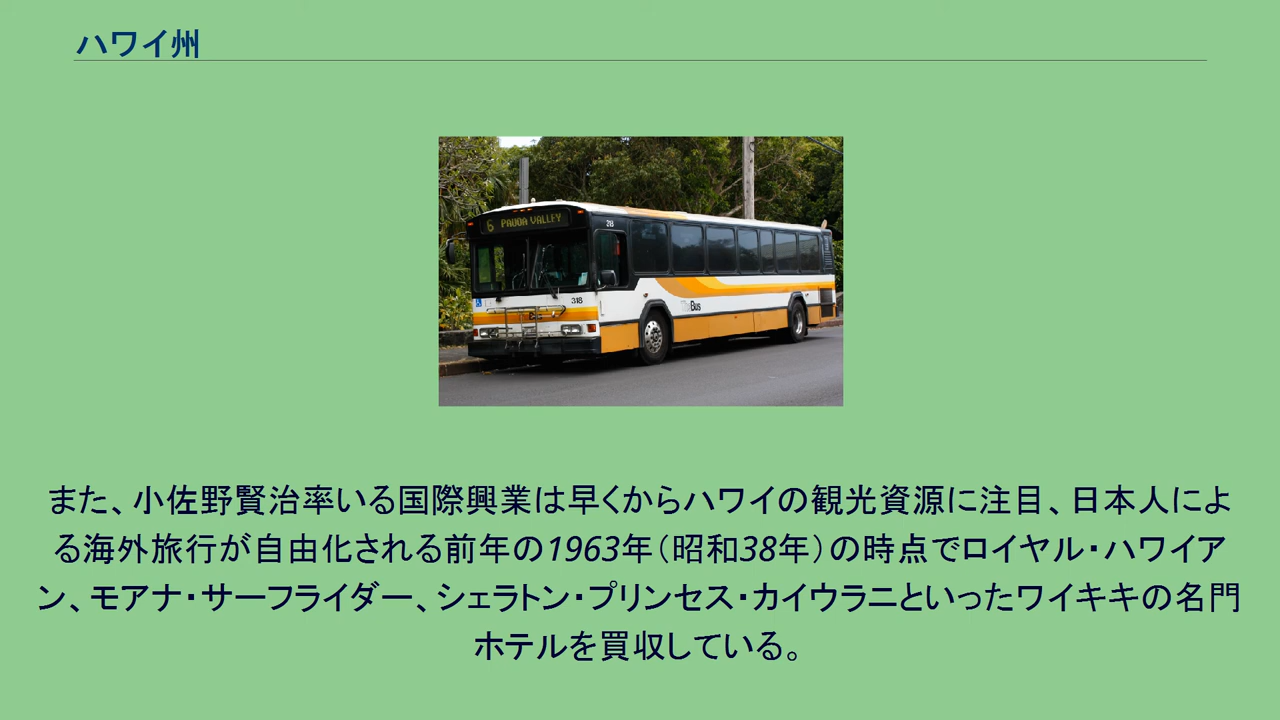 ハワイ州
6 PAUOA VALLEY
318
318
TheBus
また、小佐野賢治率いる国際興業は早くからハワイの観光資源に注目、日本人によ
る海外旅行が自由化される前年の1963年（昭和38年）の時点でロイヤル・ハワイア
ン、モアナ・サーフライダー、シェラトン・プリンセス・カイウラニといったワイキキの名門
ホテルを買収している。